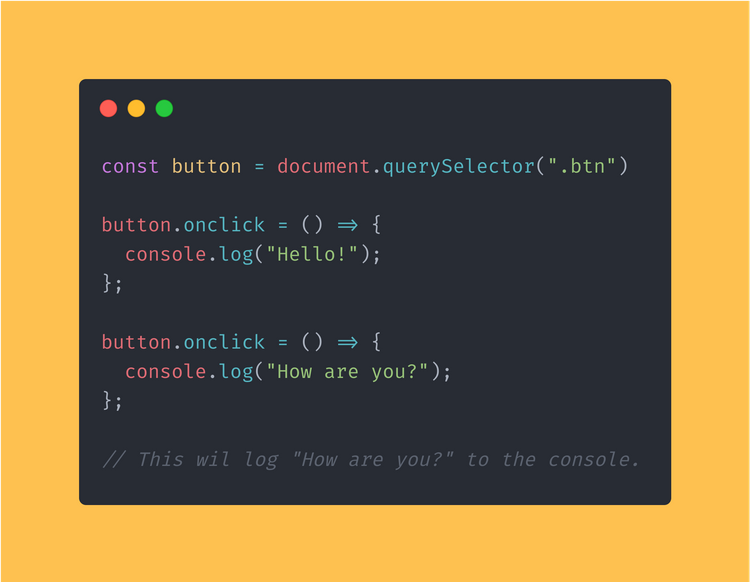 const button = document.querySelector(".btn")
button.onclick = () => {
  console.log("Hello!");
};
button.onclick = () => {
  console.log("How are you?");
};
// This wil log "How are you?" to the console.